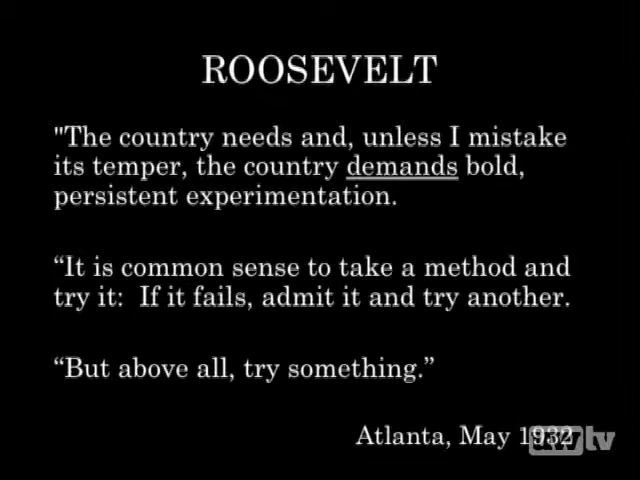 ROOSEVELT
"The country needs and, unless I mistake
its temper, the country demands bold,
persistent experimentation.
“It is common sense to take a method and
try it:  If it fails, admit it and try another.
“But above all, try something.”
Atlanta, May 1932
uwtv